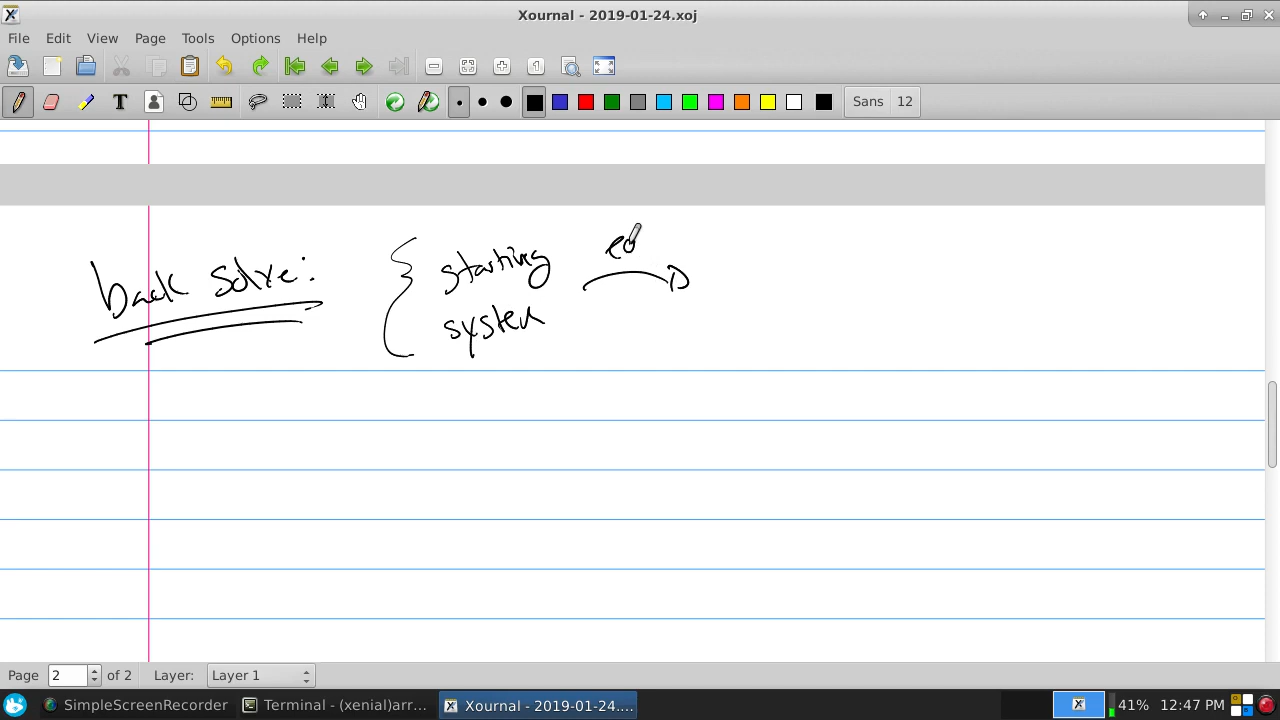 Xournal - 2019-01-24.xoj
File Edit View Page Tools Options Help
Sans 12
back solve: { starting eo
system
Page 2 of 2 Layer: Layer 1
SimpleScreenRecorder Terminal - (xenial)arr... Xournal - 2019-01-24.... 41% 12:47 PM